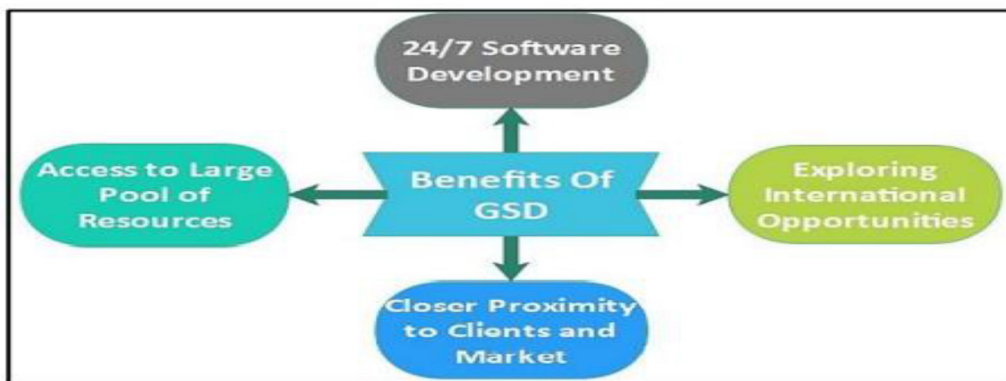 24/7 Software
Development
Access to Large
Pool of
Resources
Benefits Of
GSD
Exploring
International
Opportunities
Closer Proximity
to Clients and
Market